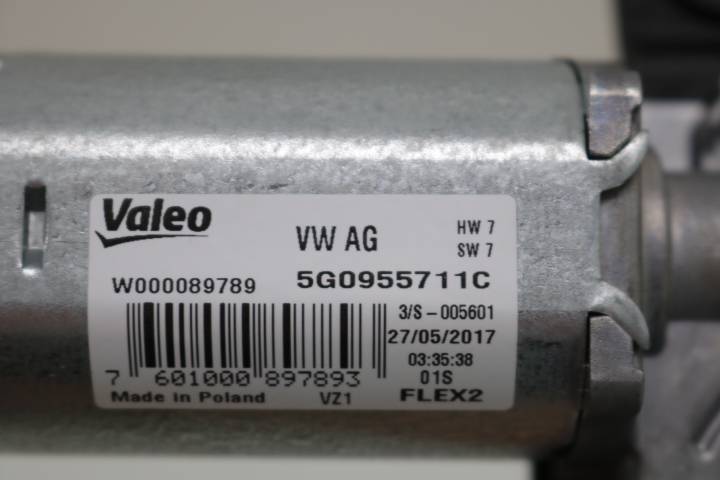 Valeo
VW AG
HW 7
SW 7
W000089789
5G0955711C
3/S-005601
27/05/2017
03:35:38
7 601000 897893
01S
Made in Poland
VZ1
FLEX2